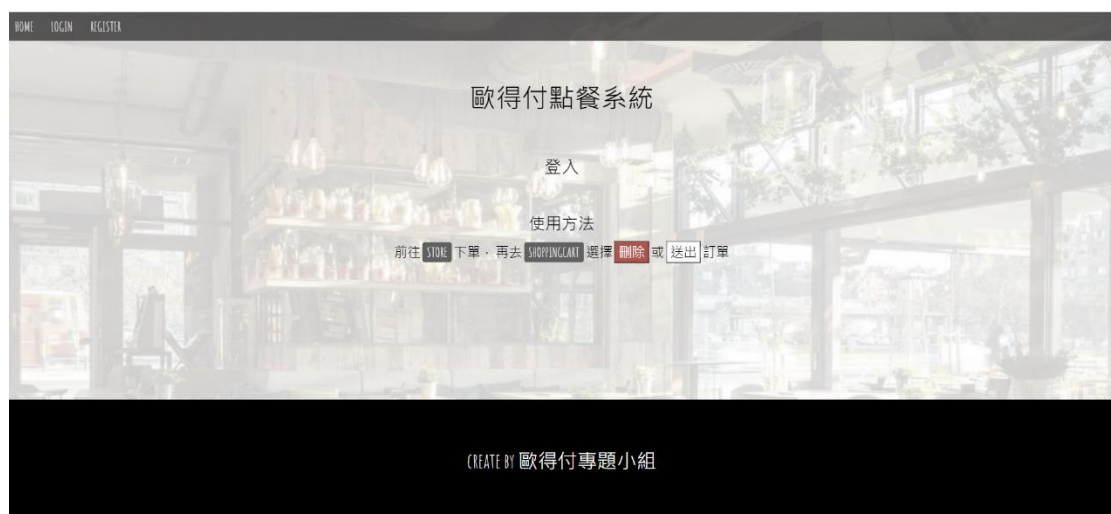 HOME LOGIN REGISTER
歐得付點餐系統
登入
使用方法
前往 STORE 下單，再去 SHOPPINGCART 選擇 刪除 或 送出 訂單
CREATE BY 歐得付專題小組